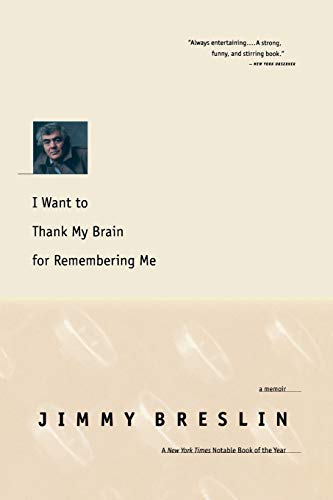 "Always entertaining....A strong,
funny, and stirring book."
— NEW YORK OBSERVER
I Want to
Thank My Brain
for Remembering Me
a memoir
JIMMY BRESLIN
A New York Times Notable Book of the Year